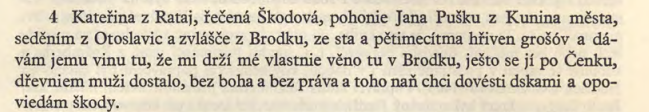 4 Kateřina z Rataj, řečená Škodová, pohonie Jana Pušku z Kunina města,
seděním z Otoslavic a zvlášče z Brodku, ze sta a pětimecítma hřiven grošóv a dá-
vám jemu vinu tu, že mi drží mé vlastnie věno tu v Brodku, ješto se jí po Čenku,
dřevniem muži dostalo, bez boha a bez práva a toho naň chci dovésti dskami a opo-
viedám škody.